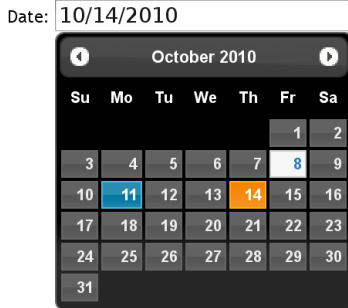 Date: 10/14/2010
October 2010
Su Mo Tu We Th Fr Sa
1 2
3 4 5 6 7 8 9
10 11 12 13 14 15 16
17 18 19 20 21 22 23
24 25 26 27 28 29 30
31